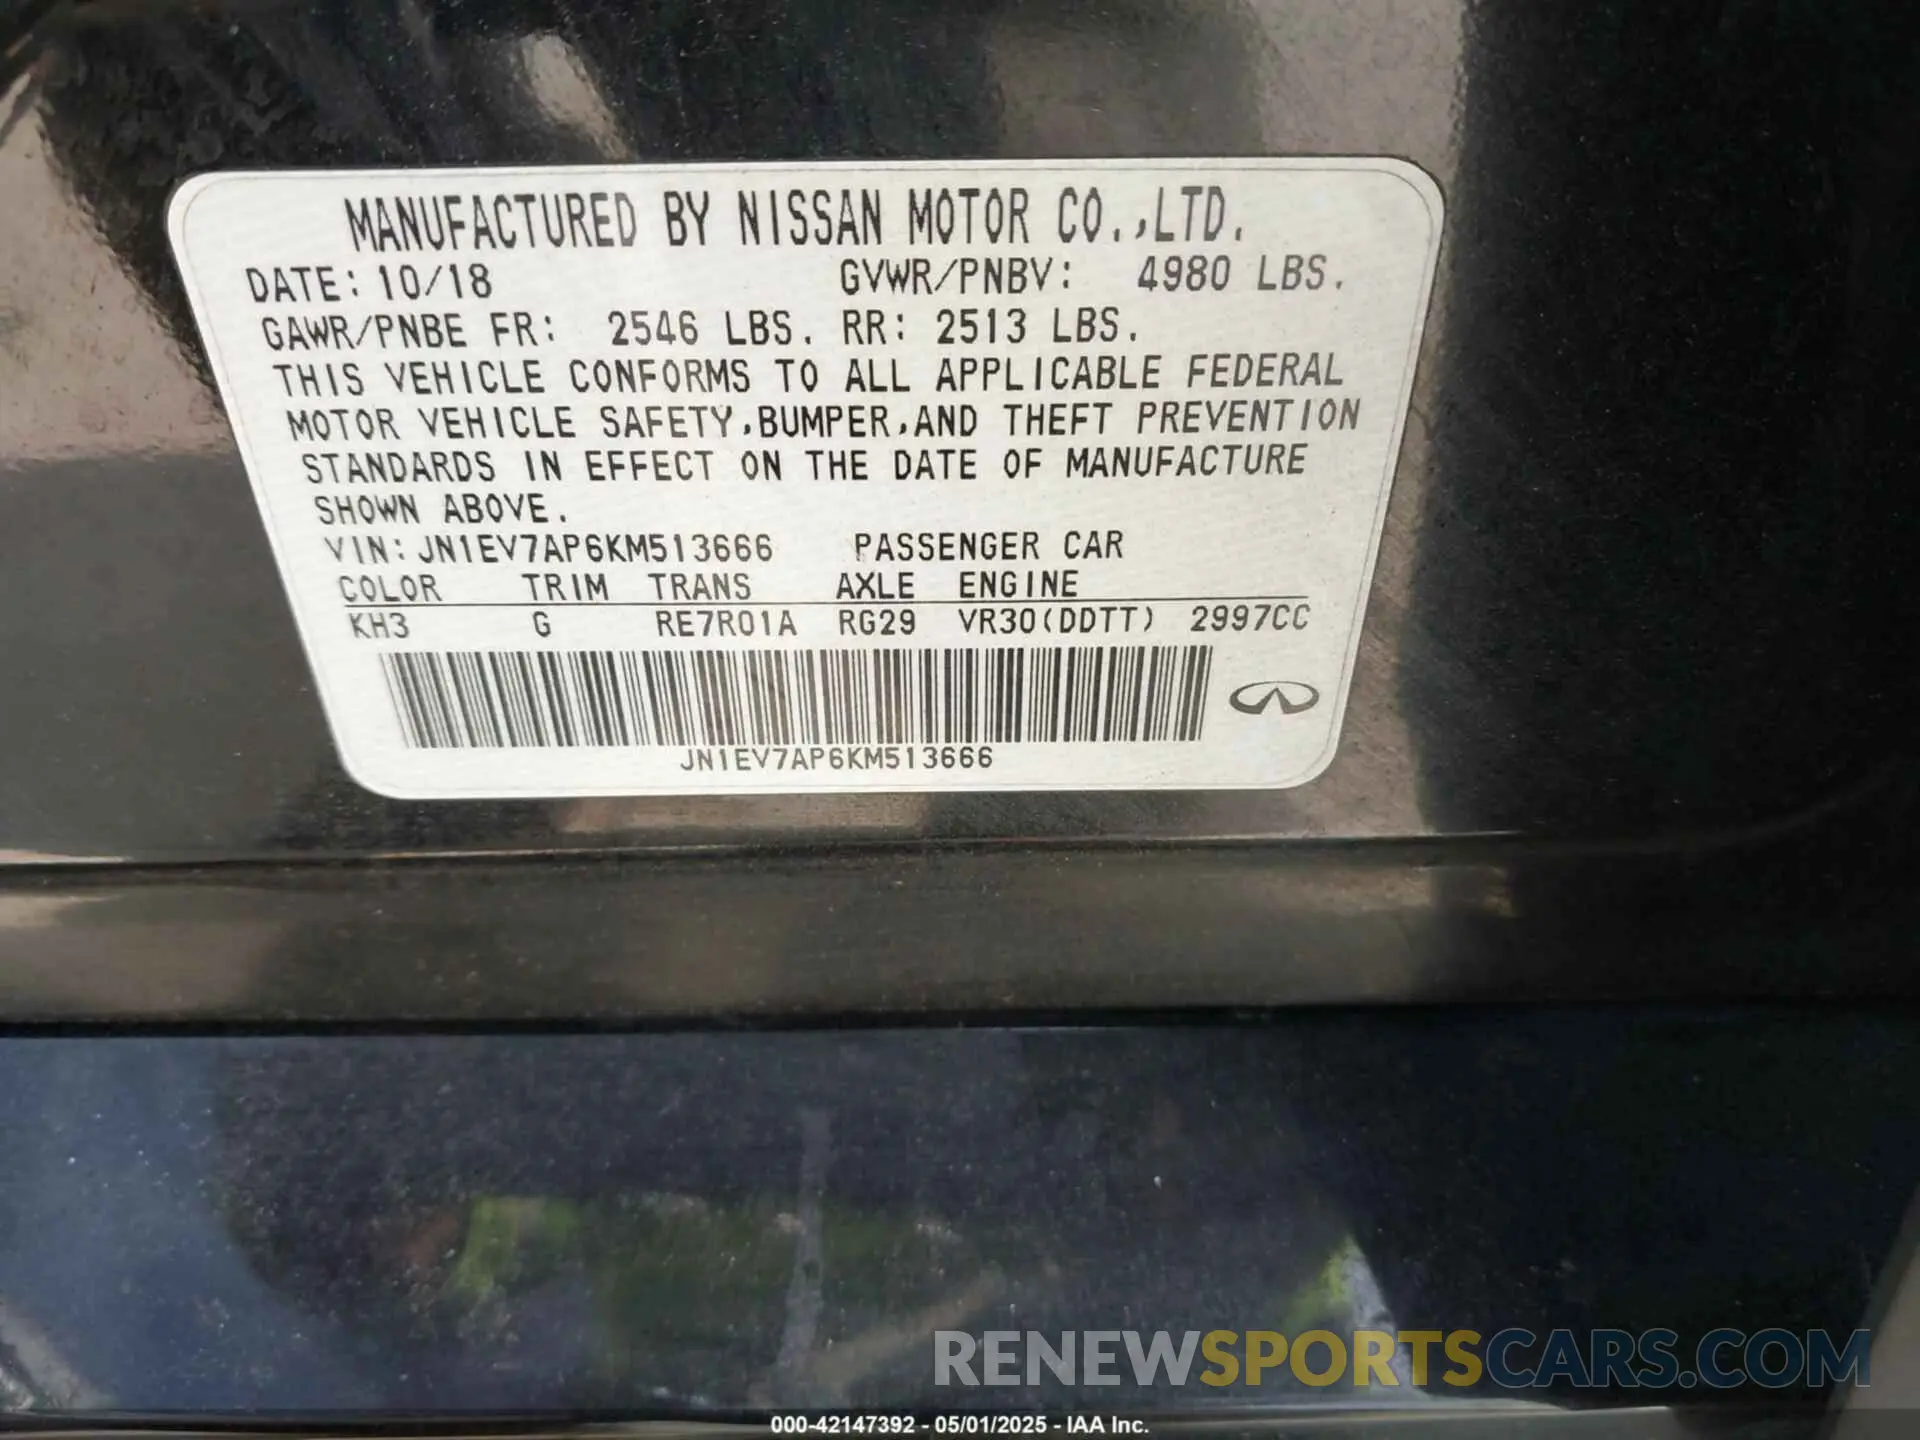 MANUFACTURED BY NISSAN MOTOR CO.,LTD.
DATE: 10/18 GVWR/PNBV: 4980 LBS.
GAWR/PNBE FR: 2546 LBS. RR: 2513 LBS.
THIS VEHICLE CONFORMS TO ALL APPLICABLE FEDERAL
MOTOR VEHICLE SAFETY,BUMPER,AND THEFT PREVENTION
STANDARDS IN EFFECT ON THE DATE OF MANUFACTURE
SHOWN ABOVE.
VIN: JN1EV7AP6KM513666 PASSENGER CAR
COLOR TRIM TRANS AXLE ENGINE
KH3 G RE7R01A RG29 VR30(DDTT) 2997CC
JN1EV7AP6KM513666
RENEWSPORTSCARS.COM
000-42147392 - 05/01/2025 - IAA Inc.